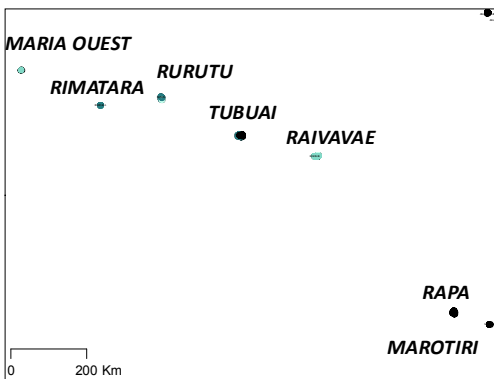 MARIA OUEST
RURUTU
RIMATARA
TUBUAI
RAIVAVAE
RAPA
MAROTIRI
0 200 Km